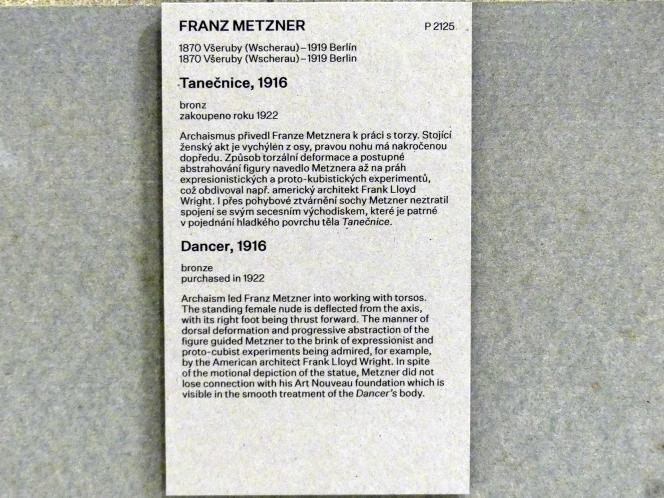 FRANZ METZNER P 2125
1870 Všeruby (Wscherau) – 1919 Berlín
1870 Všeruby (Wscherau) – 1919 Berlin
Tanečnice, 1916
bronz
zakoupeno roku 1922
Archaismus přivedl Franze Metznera k práci s torzy. Stojící
ženský akt je vychýlen z osy, pravou nohu má nakročenou
dopředu. Způsob torzální deformace a postupné
abstrahování figury navedlo Metznera až na práh
expresionistických a proto-kubistických experimentů,
což obdivoval např. americký architekt Frank Lloyd
Wright. I přes pohybové ztvárnění sochy Metzner neztratil
spojení se svým secesním východiskem, které je patrné
v pojednání hladkého povrchu těla Tanečnice.
Dancer, 1916
bronze
purchased in 1922
Archaism led Franz Metzner into working with torsos.
The standing female nude is deflected from the axis,
with its right foot being thrust forward. The manner of
dorsal deformation and progressive abstraction of the
figure guided Metzner to the brink of expressionist and
proto-cubist experiments being admired, for example,
by the American architect Frank Lloyd Wright. In spite
of the motional depiction of the statue, Metzner did not
lose connection with his Art Nouveau foundation which is
visible in the smooth treatment of the Dancer's body.